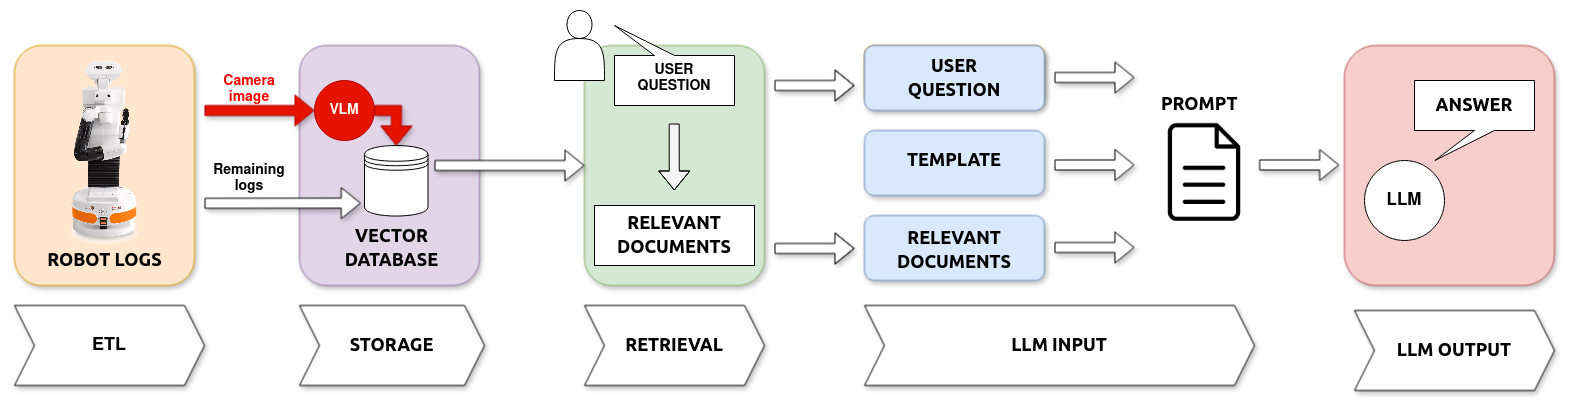 ROBOT LOGS
Camera
image
Remaining
logs
VLM
VECTOR
DATABASE
USER
QUESTION
RELEVANT
DOCUMENTS
USER
QUESTION
TEMPLATE
RELEVANT
DOCUMENTS
PROMPT
ANSWER
LLM
ETL
STORAGE
RETRIEVAL
LLM INPUT
LLM OUTPUT